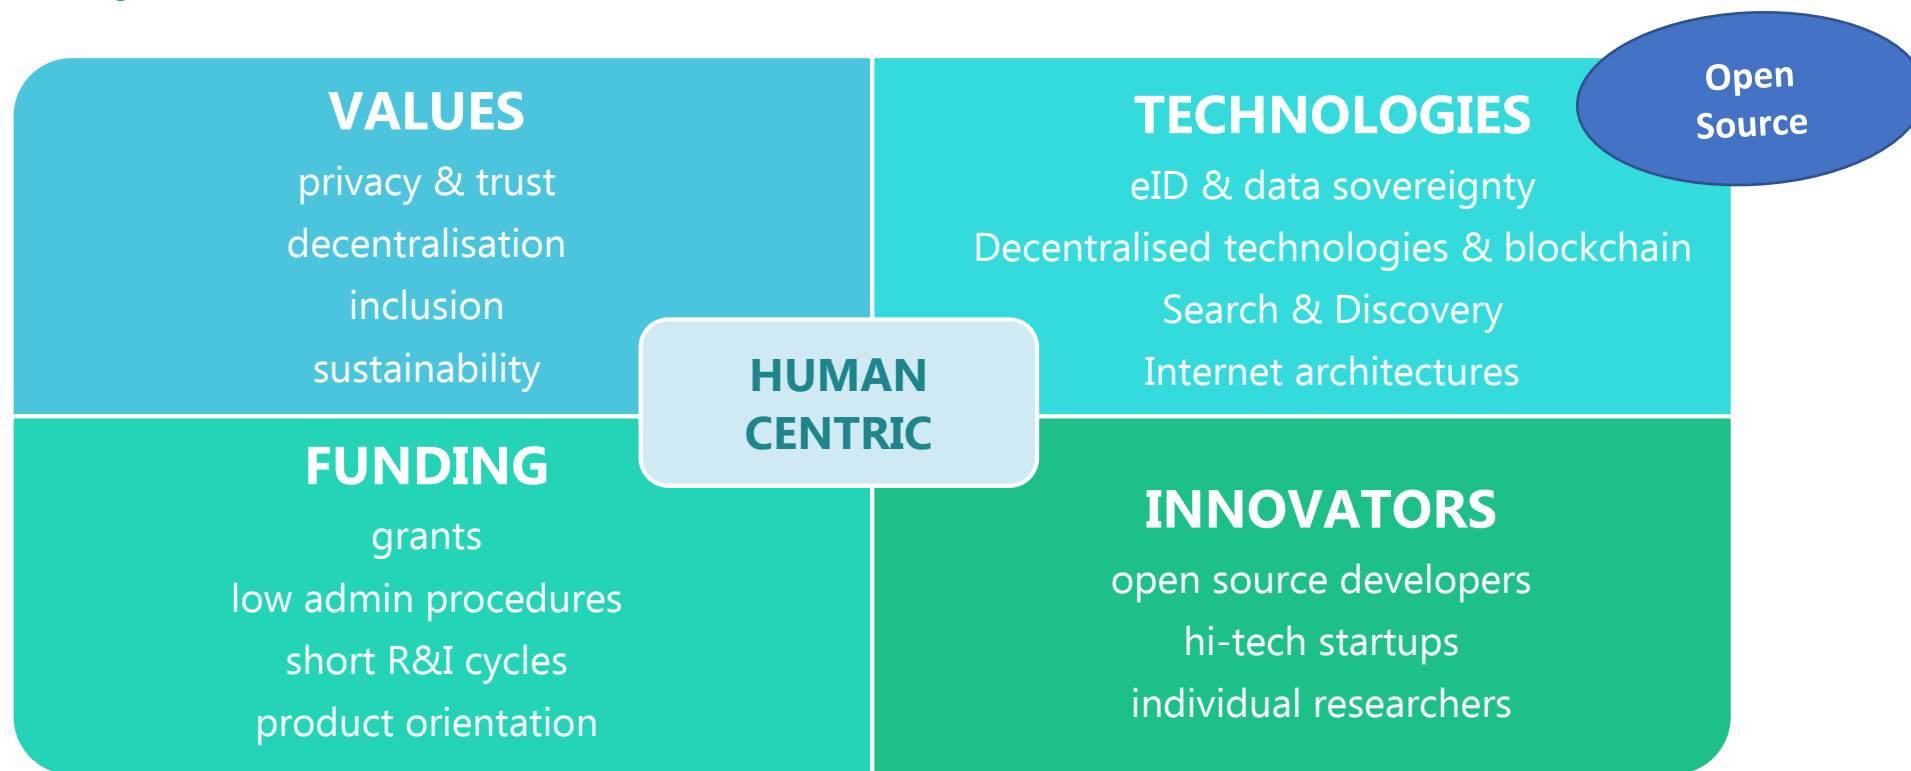 VALUES
privacy & trust
decentralisation
inclusion
sustainability
TECHNOLOGIES
eID & data sovereignty
Decentralised technologies & blockchain
Search & Discovery
Internet architectures
Open
Source
HUMAN
CENTRIC
FUNDING
grants
low admin procedures
short R&I cycles
product orientation
INNOVATORS
open source developers
hi-tech startups
individual researchers